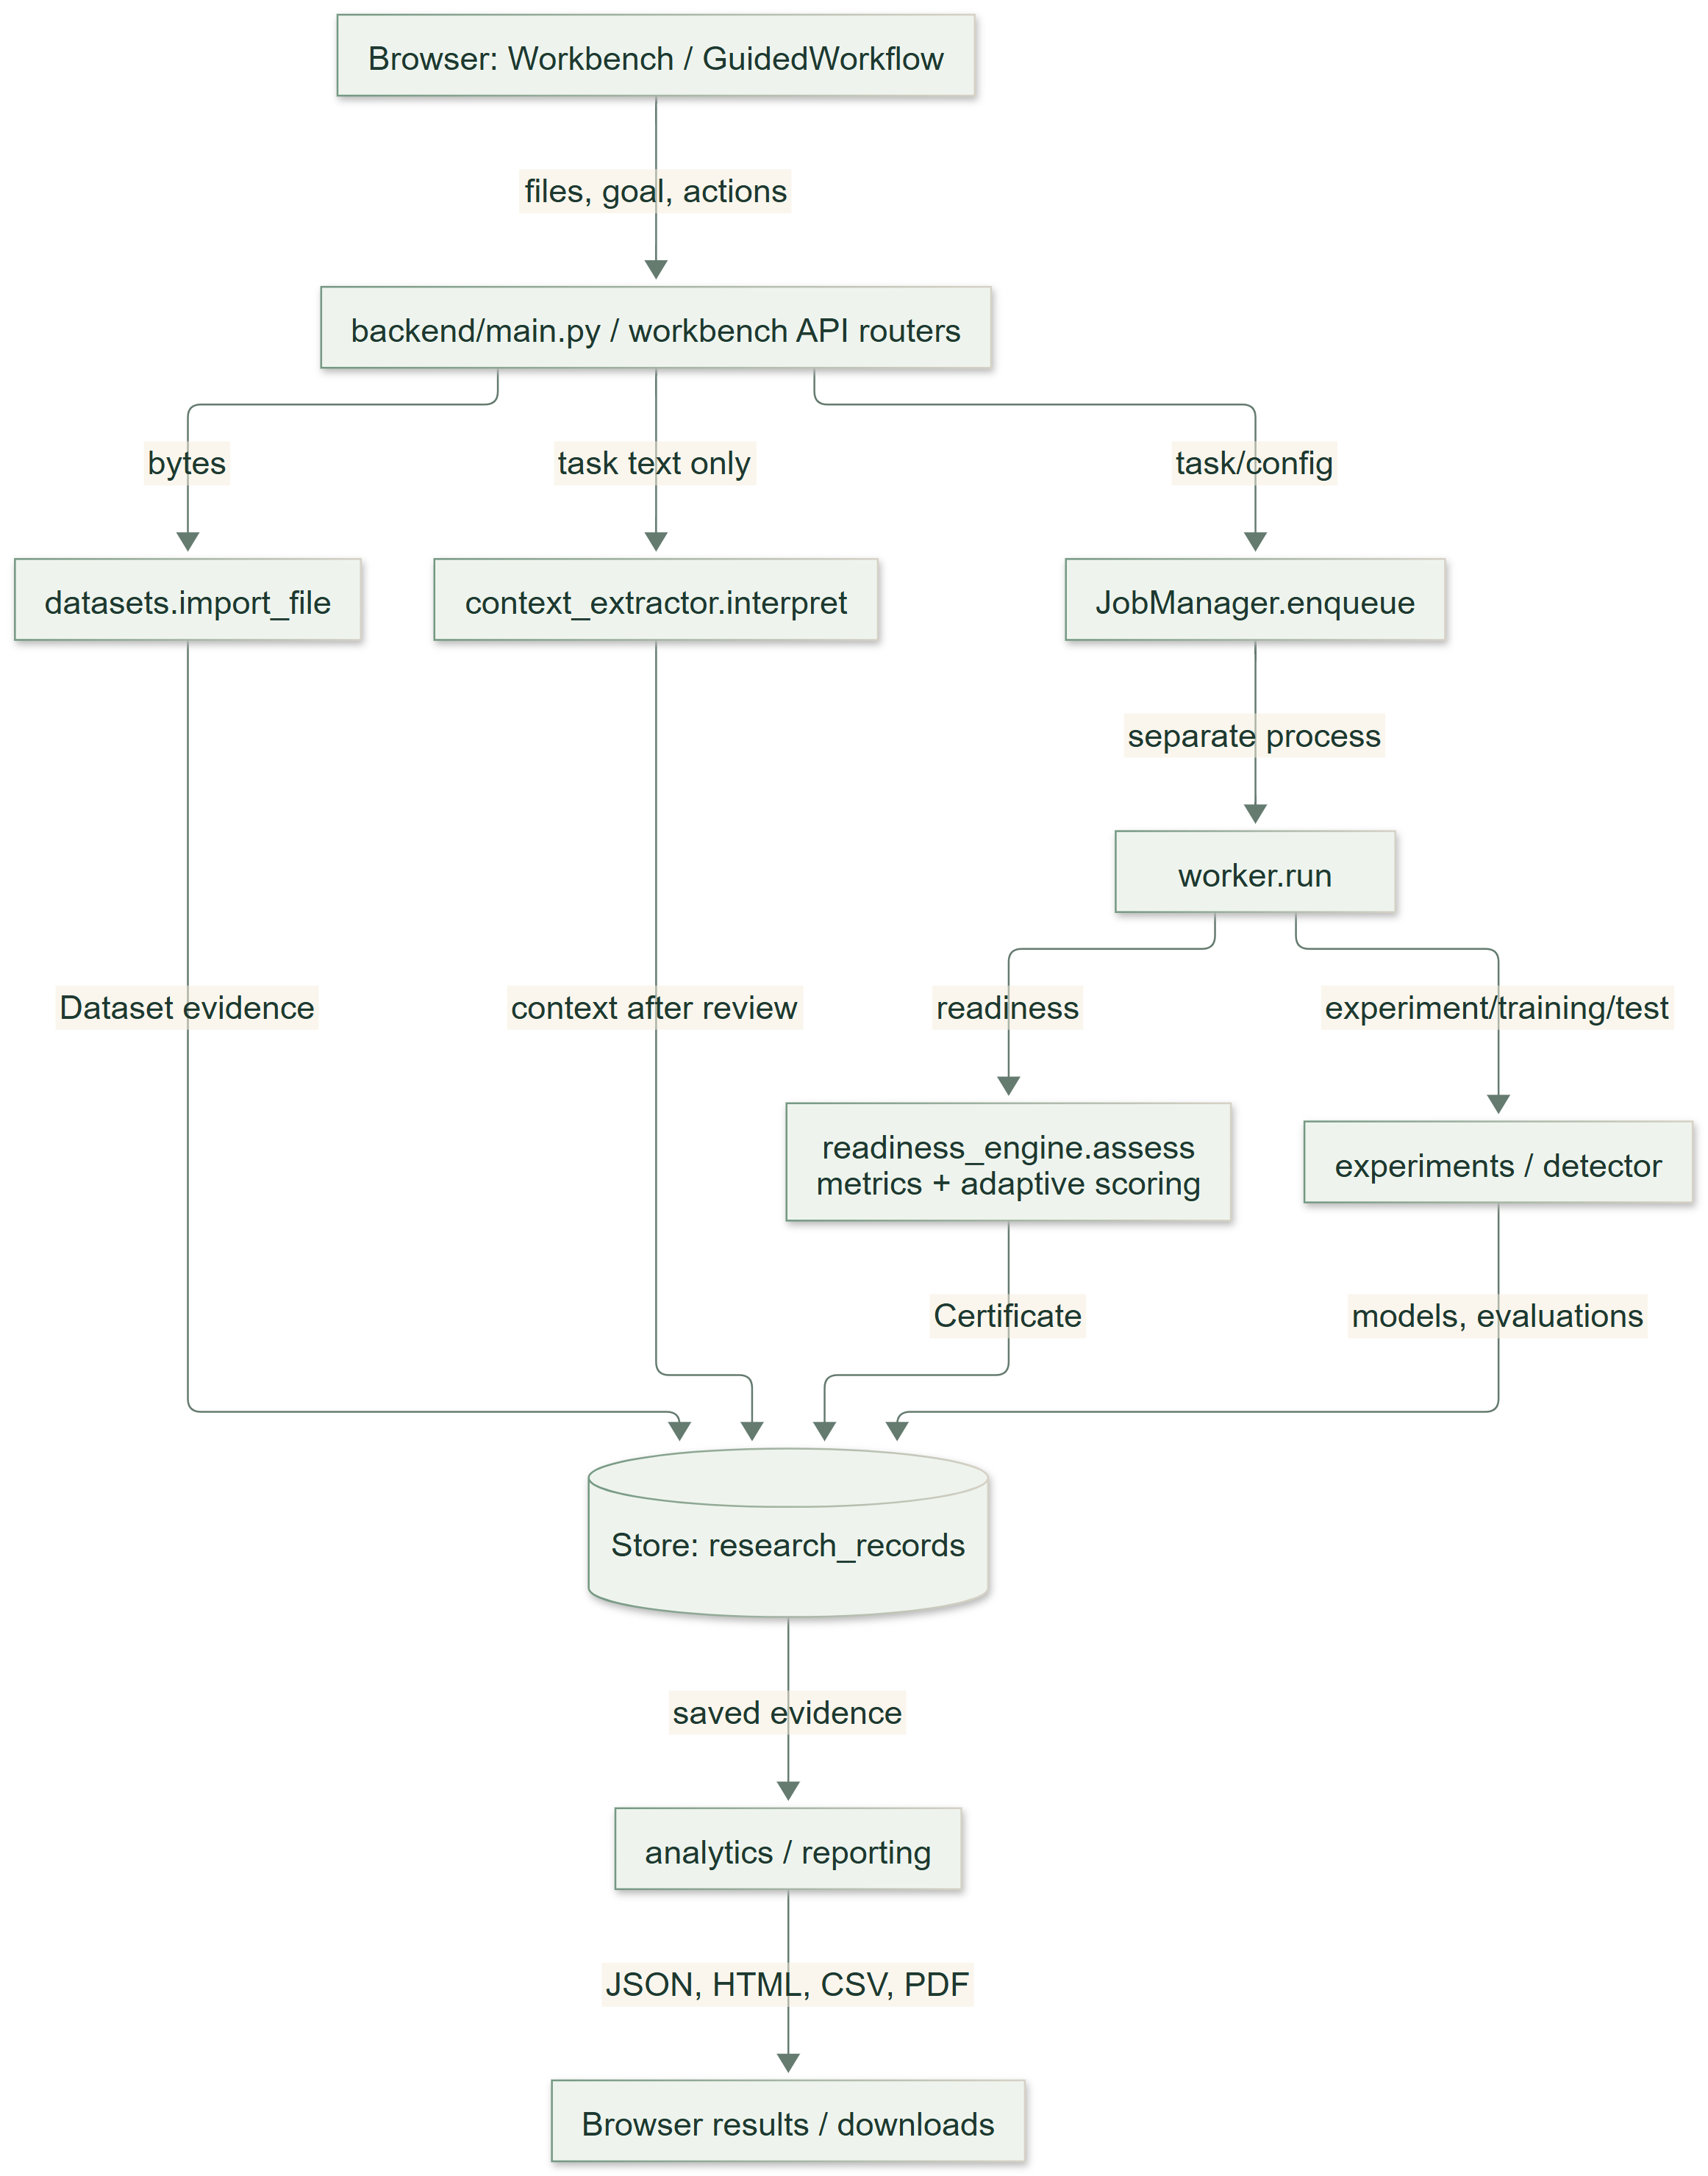 Browser: Workbench / GuidedWorkflow
files, goal, actions
backend/main.py / workbench API routers
bytes
task text only
task/config
datasets.import_file
context_extractor.interpret
JobManager.enqueue
separate process
worker.run
Dataset evidence
context after review
readiness
experiment/training/test
readiness_engine.assess
metrics + adaptive scoring
experiments / detector
Certificate
models, evaluations
Store: research_records
saved evidence
analytics / reporting
JSON, HTML, CSV, PDF
Browser results / downloads